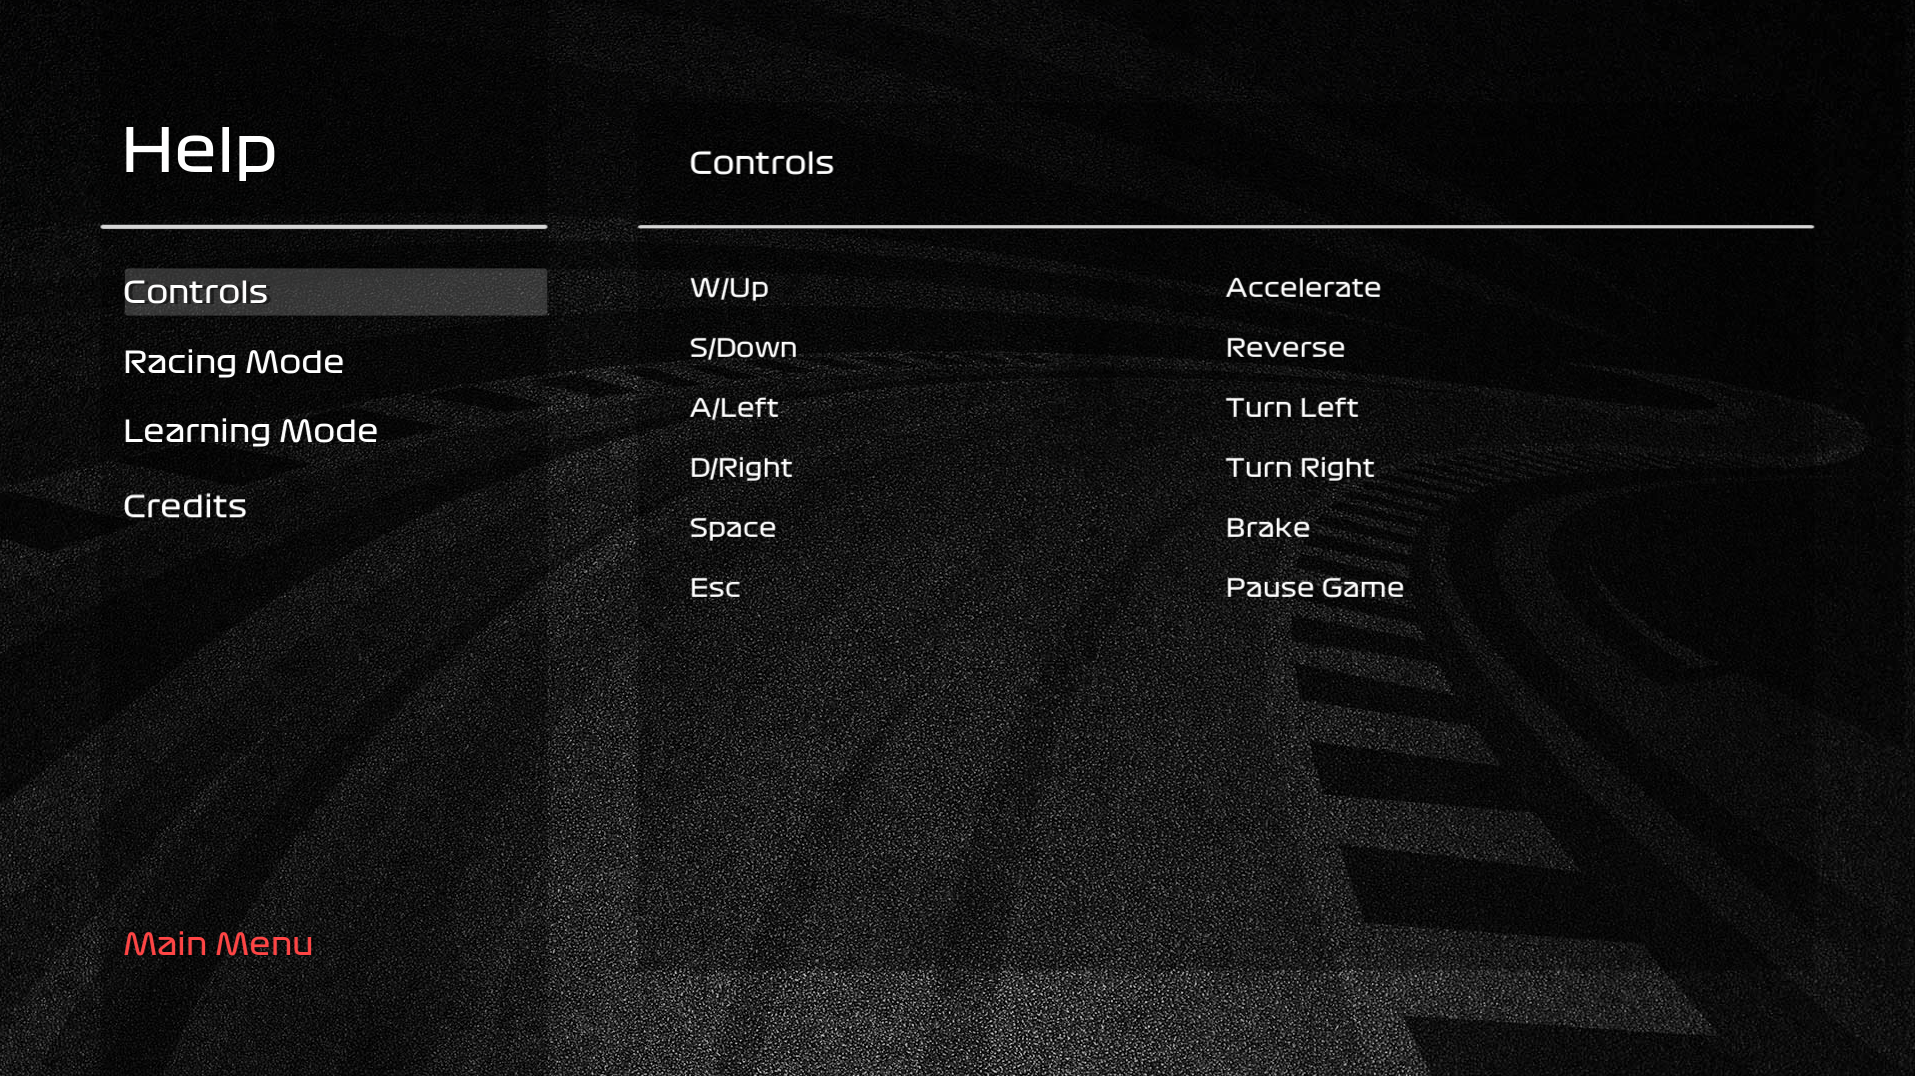 Help
Controls
Racing Mode
Learning Mode
Credits
Main Menu
Controls
W/Up Accelerate
S/Down Reverse
A/Left Turn Left
D/Right Turn Right
Space Brake
Esc Pause Game